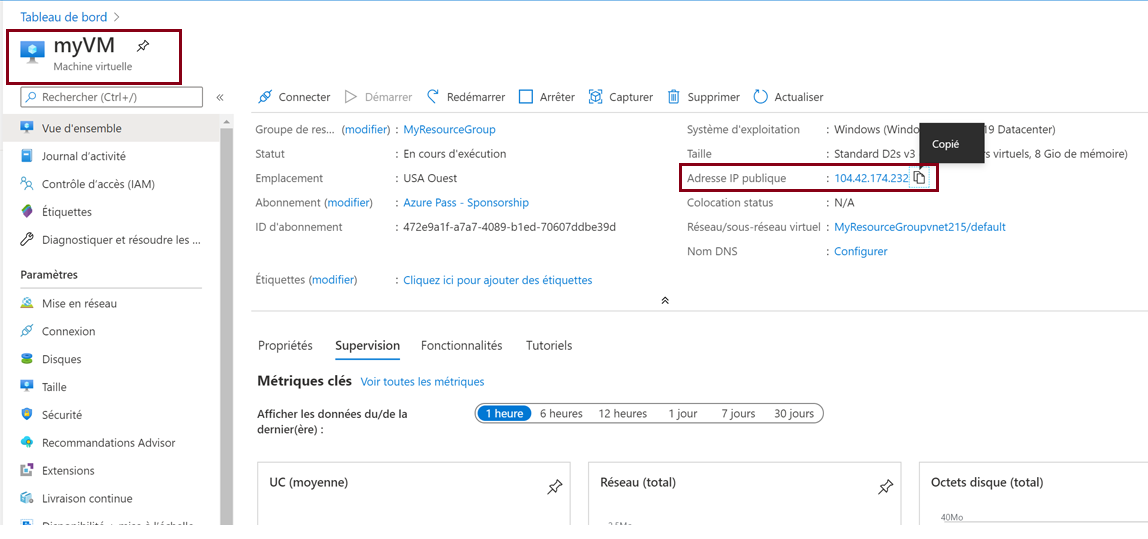 Tableau de bord >
myVM
Machine virtuelle
Rechercher (Ctrl+/) «
Connecter Démarrer Redémarrer Arrêter Capturer Supprimer Actualiser
Vue d'ensemble
Journal d'activité
Contrôle d'accès (IAM)
Étiquettes
Diagnostiquer et résoudre les ...
Paramètres
Mise en réseau
Connexion
Disques
Taille
Sécurité
Recommandations Advisor
Extensions
Livraison continue
Groupe de res... (modifier) : MyResourceGroup
Statut : En cours d'exécution
Emplacement : USA Ouest
Abonnement (modifier) : Azure Pass - Sponsorship
ID d'abonnement : 472e9a1f-a7a7-4089-b1ed-70607ddbe39d
Étiquettes (modifier) : Cliquez ici pour ajouter des étiquettes
Système d'exploitation : Windows (Windo 19 Datacenter)
Copié
Taille : Standard D2s v3 rs virtuels, 8 Gio de mémoire)
Adresse IP publique : 104.42.174.232
Colocation status : N/A
Réseau/sous-réseau virtuel : MyResourceGroupvnet215/default
Nom DNS : Configurer
Propriétés Supervision Fonctionnalités Tutoriels
Métriques clés Voir toutes les métriques
Afficher les données du/de la
dernier(ère) :
1 heure 6 heures 12 heures 1 jour 7 jours 30 jours
UC (moyenne)
Réseau (total)
Octets disque (total)
40Mo